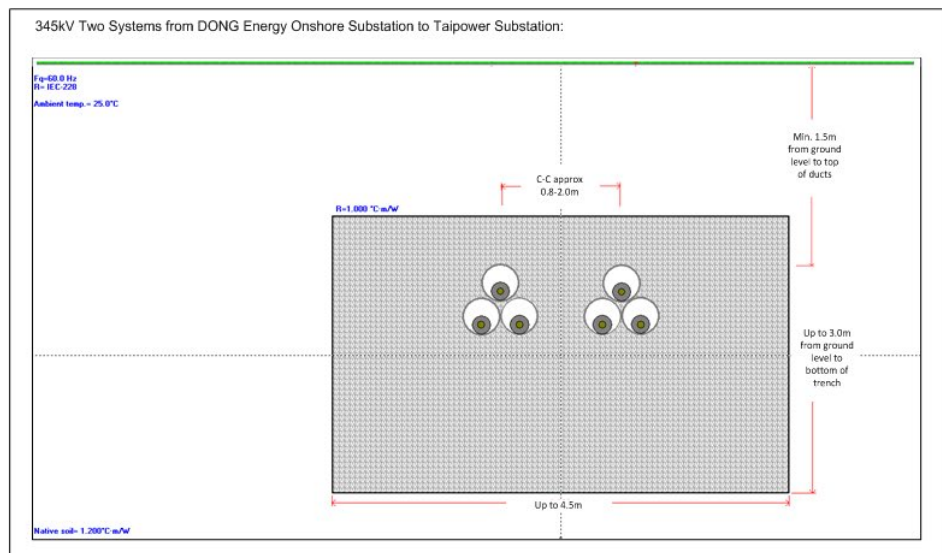 345kV Two Systems from DONG Energy Onshore Substation to Taipower Substation:
Fq=60.0 Hz
R= IEC-228
Ambient temp.= 25.0°C
Min. 1.5m
from ground
level to top
of ducts
C-C approx
0.8-2.0m
R=1.000 °C·m/W
Up to 3.0m
from ground
level to
bottom of
trench
Up to 4.5m
Native soil= 1.200°C·m/W